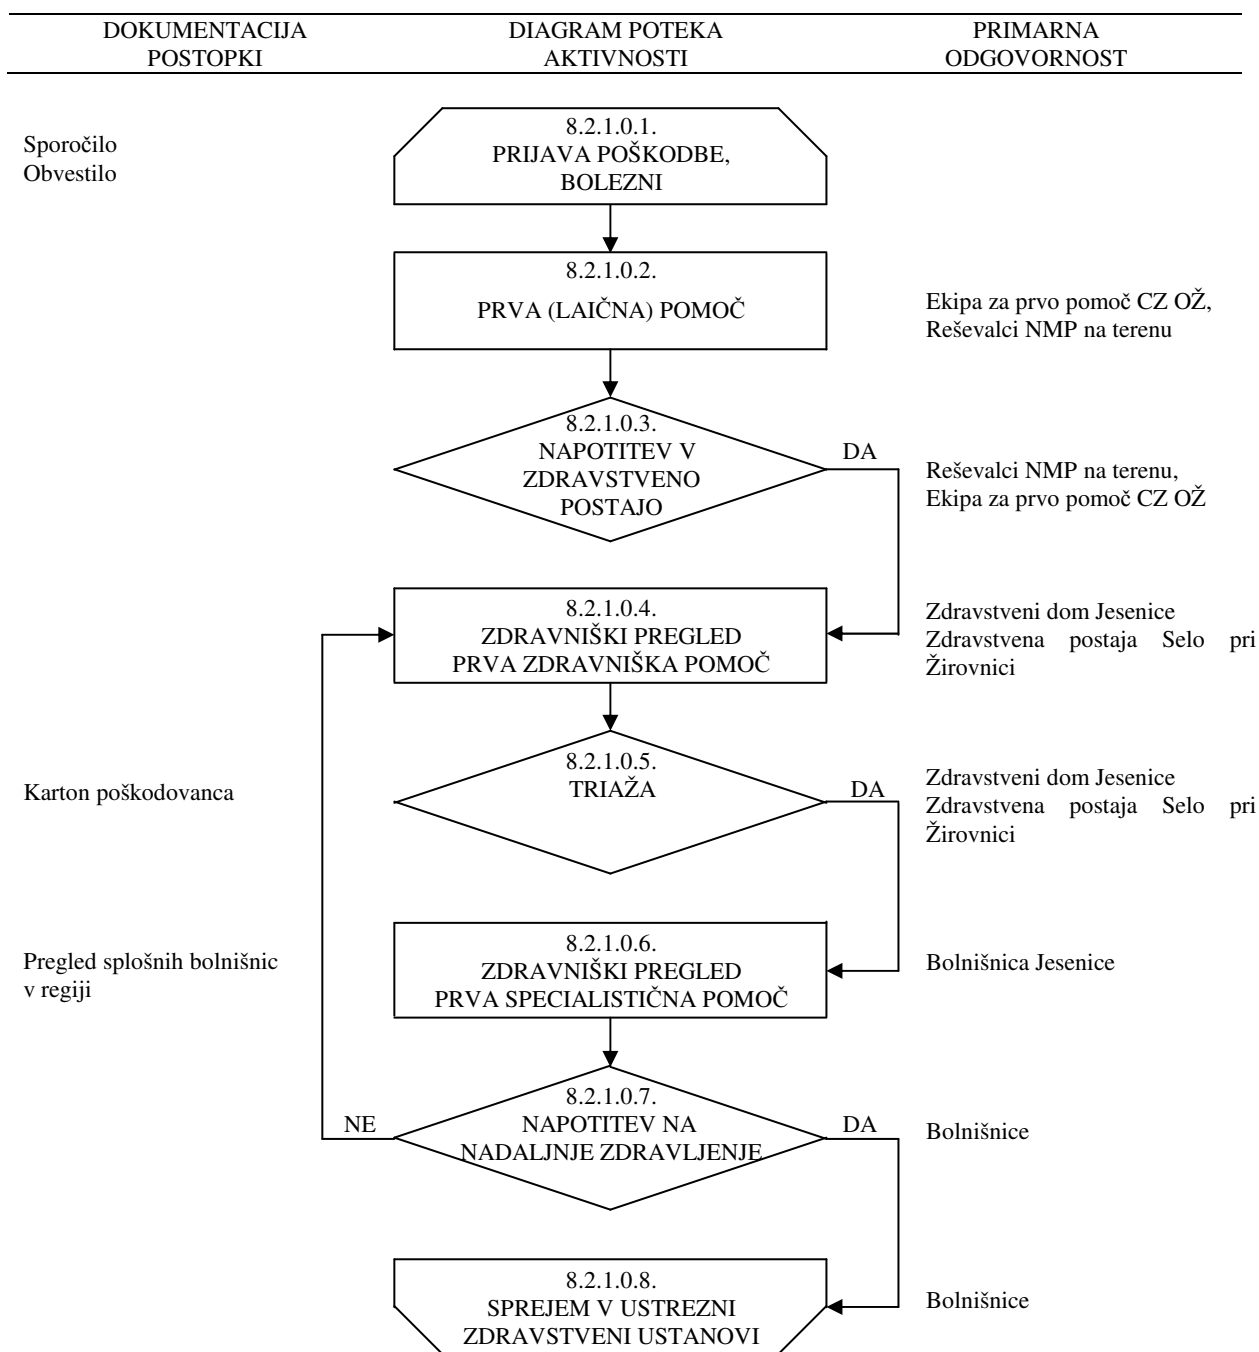 DOKUMENTACIJA
POSTOPKI
DIAGRAM POTEKA
AKTIVNOSTI
PRIMARNA
ODGOVORNOST
Sporočilo
Obvestilo
8.2.1.0.1.
PRIJAVA POŠKODBE,
BOLEZNI
8.2.1.0.2.
PRVA (LAIČNA) POMOČ
Ekipa za prvo pomoč CZ OŽ,
Reševalci NMP na terenu
8.2.1.0.3.
NAPOTITEV V
ZDRAVSTVENO
POSTAJO
DA
Reševalci NMP na terenu,
Ekipa za prvo pomoč CZ OŽ
8.2.1.0.4.
ZDRAVNIŠKI PREGLED
PRVA ZDRAVNIŠKA POMOČ
Zdravstveni dom Jesenice
Zdravstvena postaja Selo pri
Žirovnici
Karton poškodovanca
8.2.1.0.5.
TRIAŽA
DA
Zdravstveni dom Jesenice
Zdravstvena postaja Selo pri
Žirovnici
Pregled splošnih bolnišnic
v regiji
8.2.1.0.6.
ZDRAVNIŠKI PREGLED
PRVA SPECIALISTIČNA POMOČ
Bolnišnica Jesenice
NE
8.2.1.0.7.
NAPOTITEV NA
NADALJNJE ZDRAVLJENJE
DA
Bolnišnice
8.2.1.0.8.
SPREJEM V USTREZNI
ZDRAVSTVENI USTANOVI
Bolnišnice